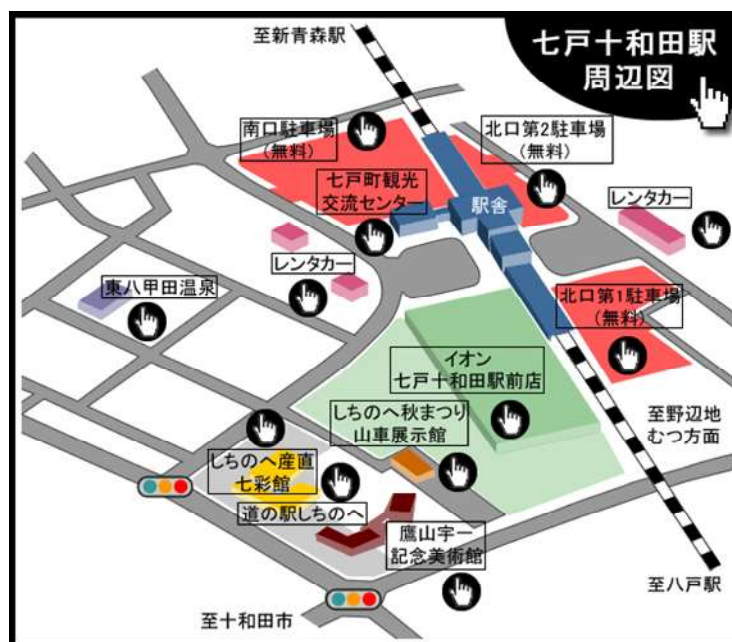 七戸十和田駅
周辺図
至新青森駅
南口駐車場
(無料)
北口第2駐車場
(無料)
七戸町観光
交流センター
駅舎
レンタカー
レンタカー
東八甲田温泉
北口第1駐車場
(無料)
イオン
七戸十和田駅前店
しちのへ秋まつり
山車展示館
至野辺地
むつ方面
しちのへ産直
七彩館
道の駅しちのへ
鷹山宇一
記念美術館
至八戸駅
至十和田市